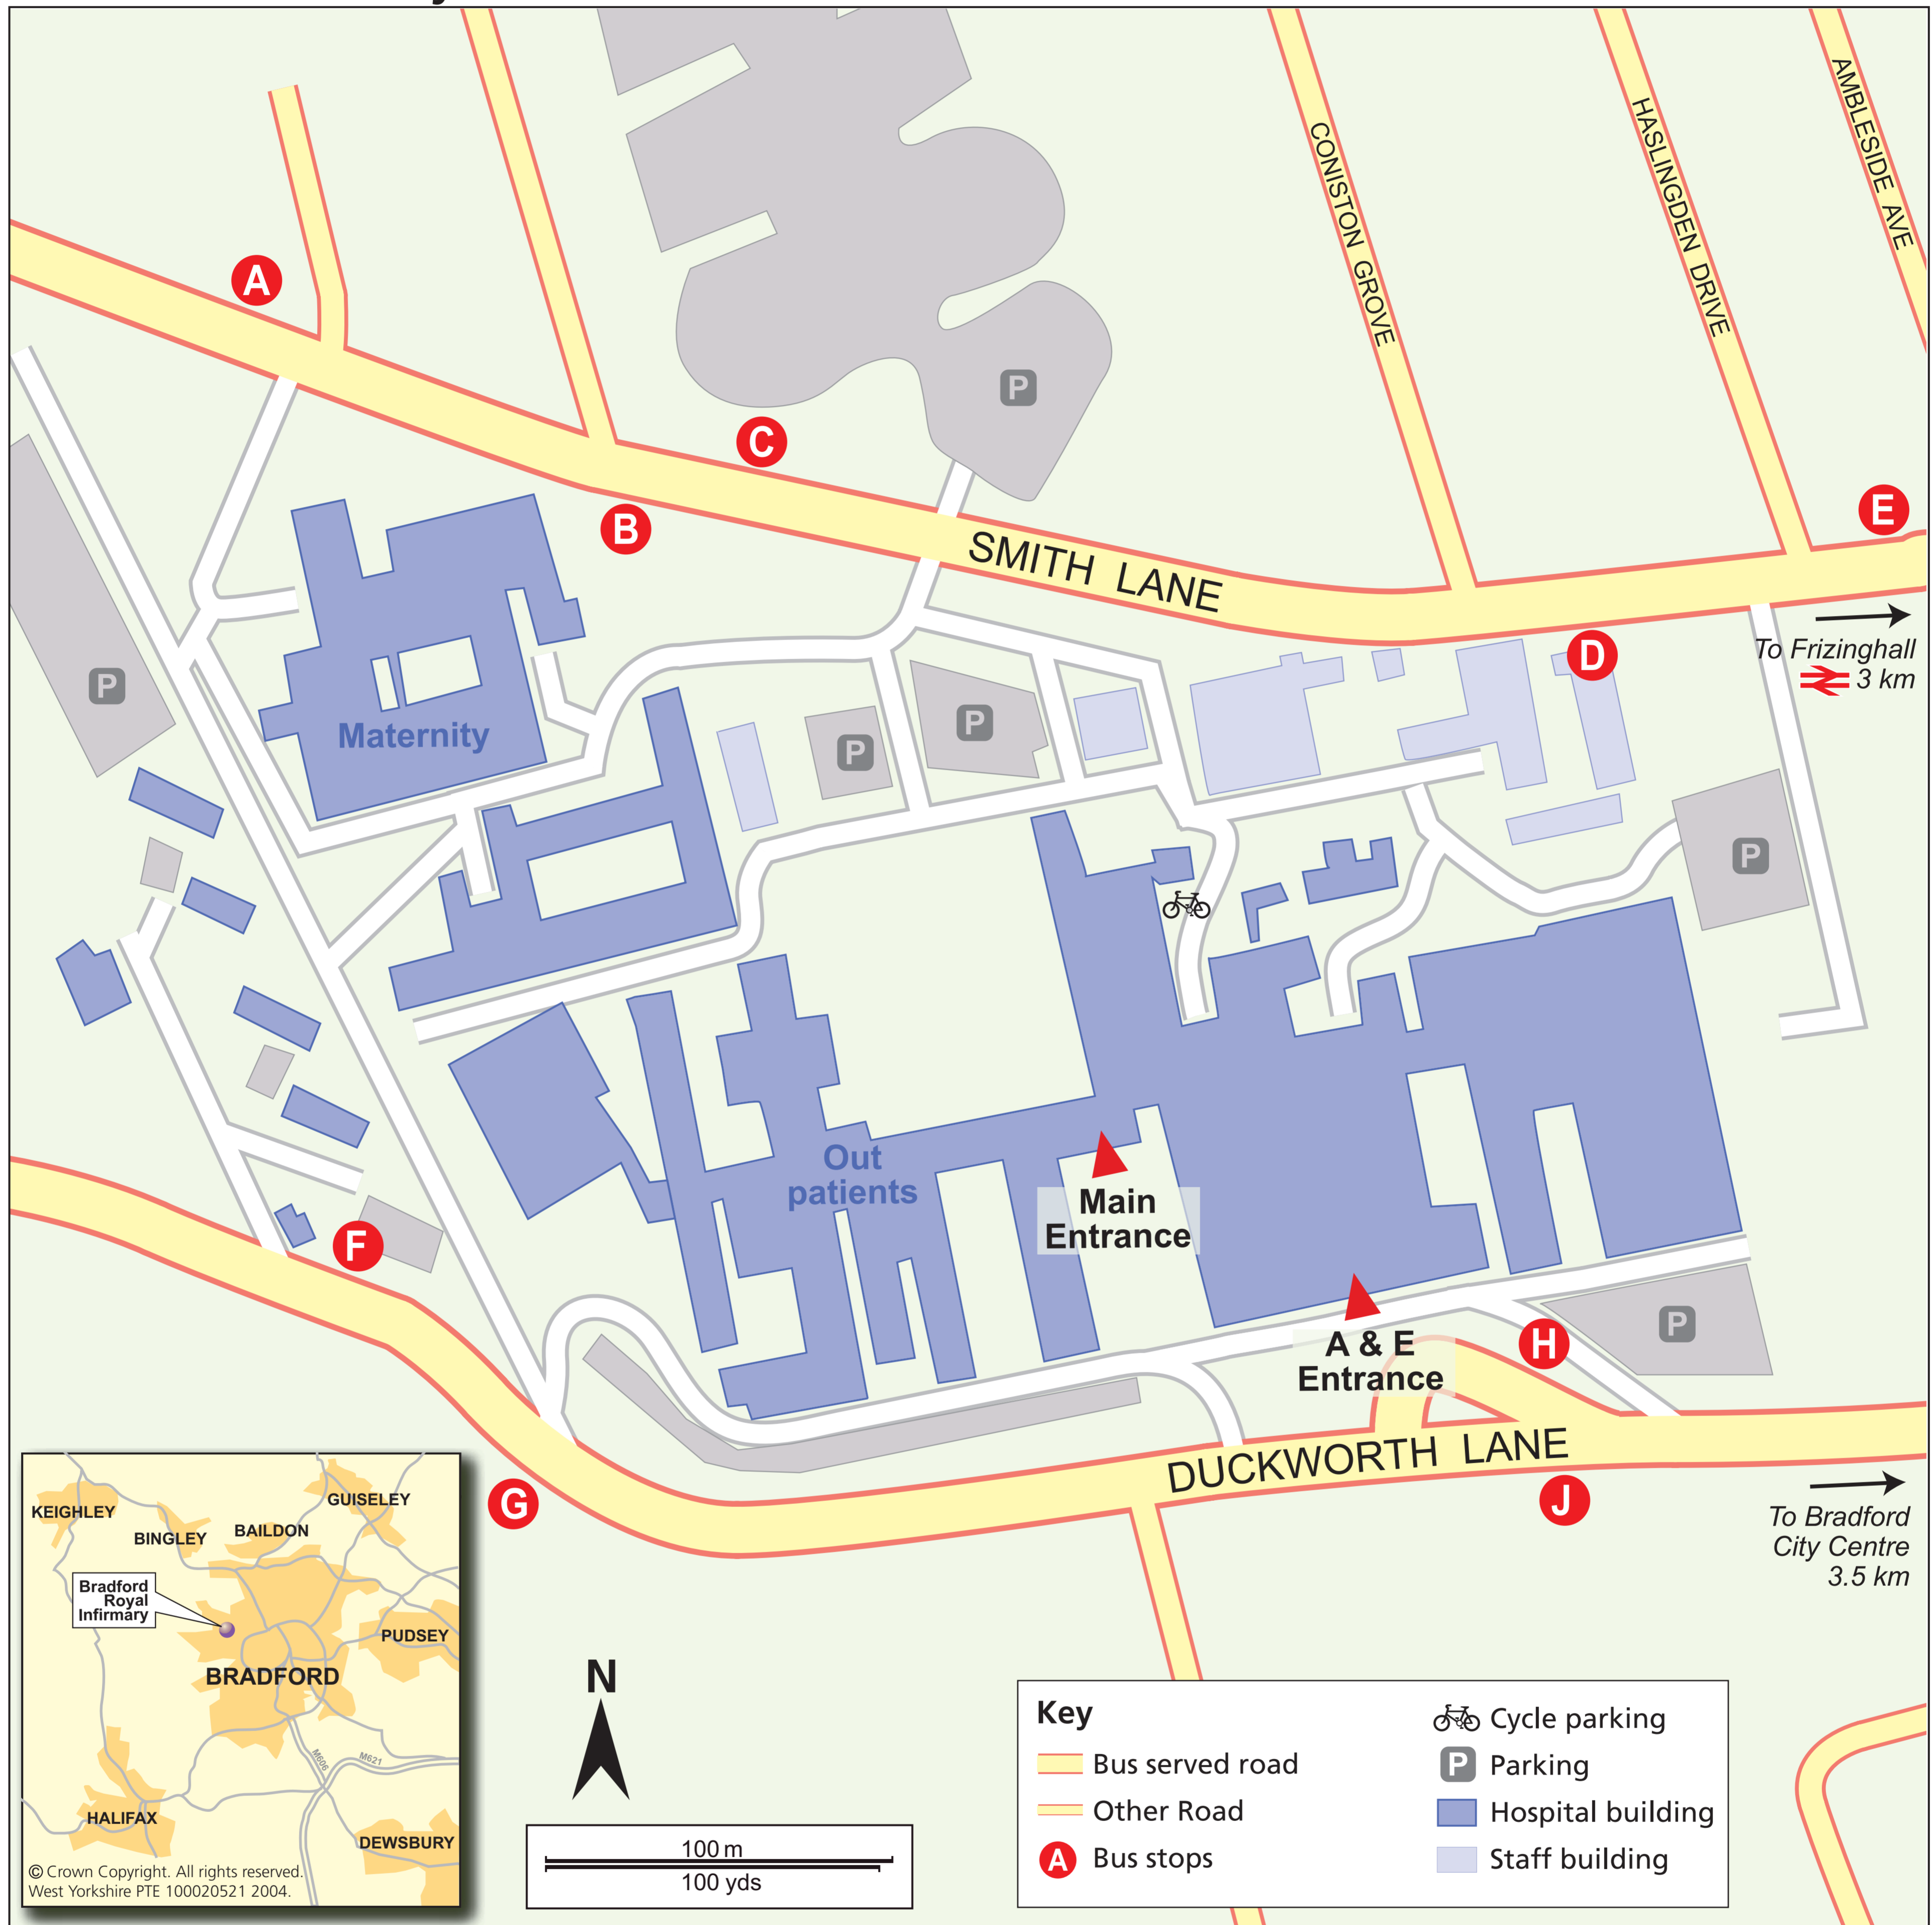 CONISTON GROVE
HASLINGDEN DRIVE
AMBLESIDE AVE
A
C
B
E
P
SMITH LANE
D
To Frizinghall
3 km
P
Maternity
P
P
P
Out
patients
Main
Entrance
F
A & E
Entrance
H
P
DUCKWORTH LANE
G
J
To Bradford
City Centre
3.5 km
KEIGHLEY
GUISELEY
BINGLEY
BAILDON
Bradford
Royal
Infirmary
PUDSEY
BRADFORD
M606
M621
HALIFAX
DEWSBURY
© Crown Copyright. All rights reserved.
West Yorkshire PTE 100020521 2004.
N
100 m
100 yds
Key
Bus served road
Other Road
A Bus stops
Cycle parking
P Parking
Hospital building
Staff building